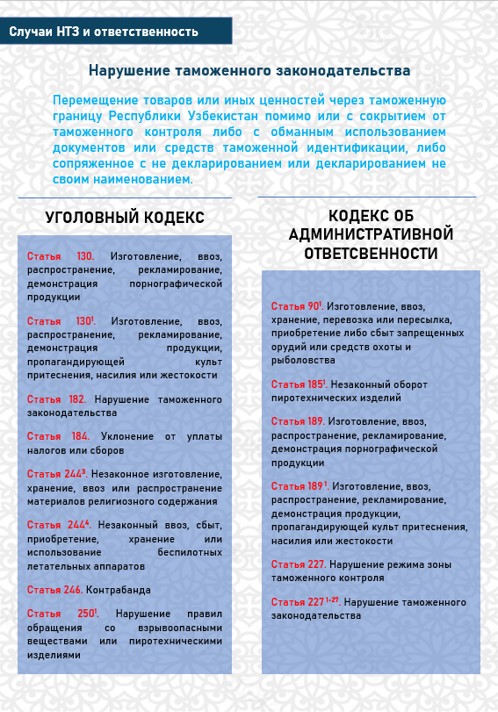 Случаи НТЗ и ответственность
Нарушение таможенного законодательства
Перемещение товаров или иных ценностей через таможенную
границу Республики Узбекистан помимо или с сокрытием от
таможенного контроля либо с обманным использованием
документов или средств таможенной идентификации, либо
сопряженное с не декларированием или декларированием не
своим наименованием.
УГОЛОВНЫЙ КОДЕКС
Статья 130. Изготовление, ввоз,
распространение, рекламирование,
демонстрация порнографической
продукции
Статья 130¹. Изготовление, ввоз,
распространение, рекламирование,
демонстрация продукции,
пропагандирующей культ
притеснения, насилия или жестокости
Статья 182. Нарушение таможенного
законодательства
Статья 184. Уклонение от уплаты
налогов или сборов
Статья 244³. Незаконное изготовление,
хранение, ввоз или распространение
материалов религиозного содержания
Статья 244⁴. Незаконный ввоз, сбыт,
приобретение, хранение или
использование беспилотных
летательных аппаратов
Статья 246. Контрабанда
Статья 250¹. Нарушение правил
обращения со взрывоопасными
веществами или пиротехническими
изделиями
КОДЕКС ОБ
АДМИНИСТРАТИВНОЙ
ОТВЕТСВЕННОСТИ
Статья 90¹. Изготовление, ввоз,
хранение, перевозка или пересылка,
приобретение либо сбыт запрещенных
орудий или средств охоты и
рыболовства
Статья 185¹. Незаконный оборот
пиротехнических изделий
Статья 189. Изготовление, ввоз,
распространение, рекламирование,
демонстрация порнографической
продукции
Статья 189¹. Изготовление, ввоз,
распространение, рекламирование,
демонстрация продукции,
пропагандирующей культ притеснения,
насилия или жестокости
Статья 227. Нарушение режима зоны
таможенного контроля
Статья 227¹⁻²⁷. Нарушение таможенного
законодательства